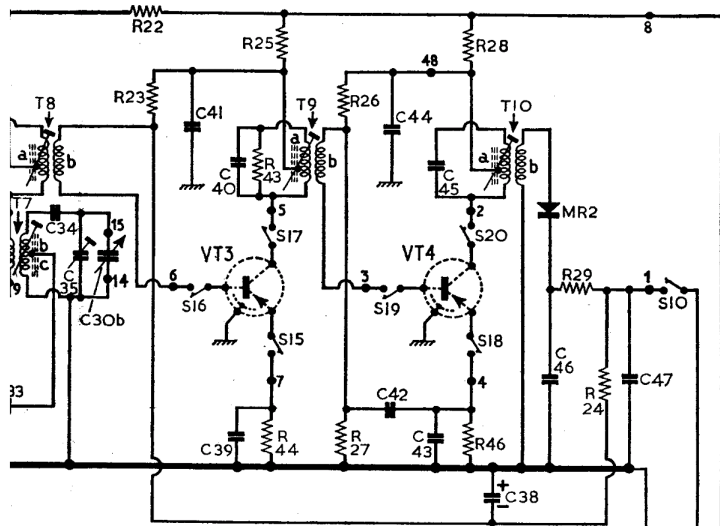 R22
R25
R28
8
48
R23
C41
T9
R26
C44
T10
T8
a
b
C
40
R
43
a
b
C
45
a
b
T7
C34
15
5
2
MR2
S17
S20
b
c
C
35
14
C30b
9
6
S16
VT3
3
S19
VT4
R29
1
S10
S15
S18
33
7
4
C
46
R
24
C47
C42
C39
R
44
R
27
C
43
R46
+
C38
–